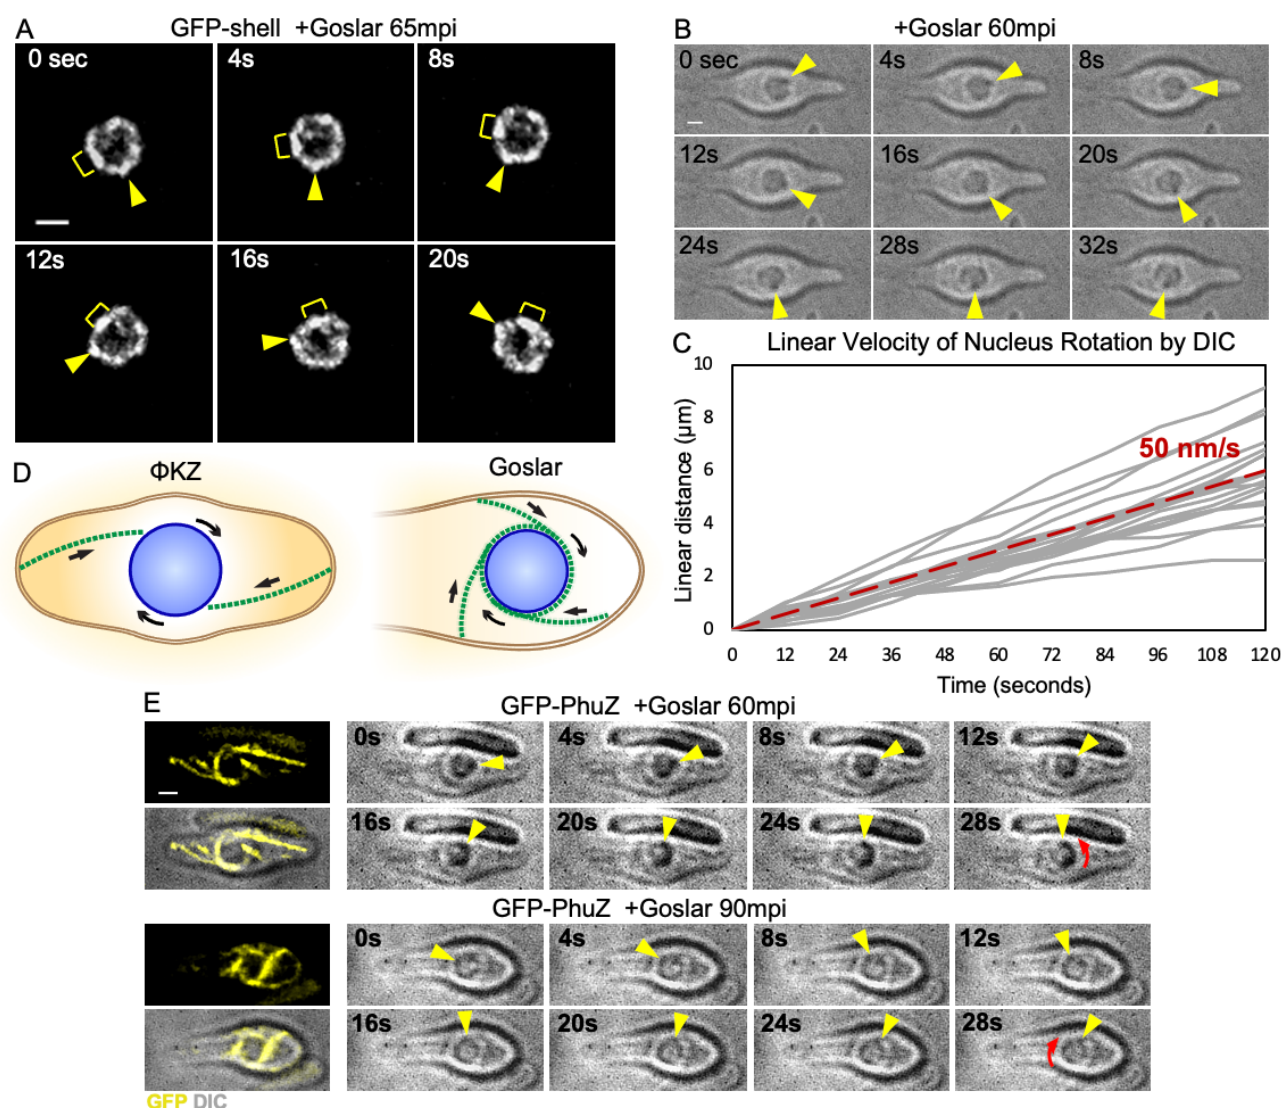 A GFP-shell +Goslar 65mpi
0 sec 4s 8s
12s 16s 20s
B +Goslar 60mpi
0 sec 4s 8s
12s 16s 20s
24s 28s 32s
C Linear Velocity of Nucleus Rotation by DIC
Linear distance (µm)
10
8
6
4
2
0
50 nm/s
0 12 24 36 48 60 72 84 96 108 120
Time (seconds)
D ΦKZ Goslar
E GFP-PhuZ +Goslar 60mpi
0s 4s 8s 12s
16s 20s 24s 28s
GFP-PhuZ +Goslar 90mpi
0s 4s 8s 12s
16s 20s 24s 28s
GFP DIC